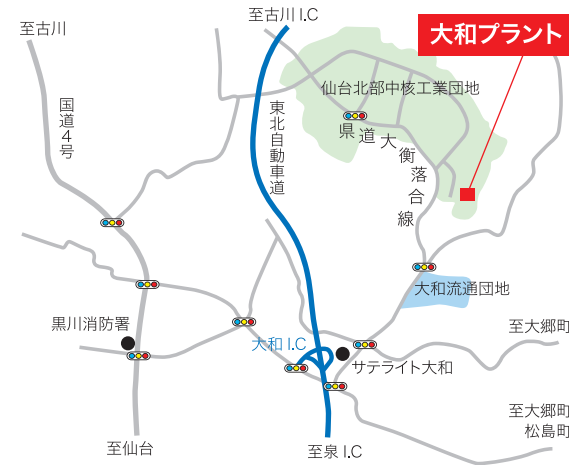 至古川
至古川 I.C
大和プラント
仙台北部中核工業団地
国道4号
東北自動車道
県道大衡落合線
大和流通団地
黒川消防署
大和 I.C
サテライト大和
至大郷町
至大郷町
松島町
至仙台
至泉 I.C